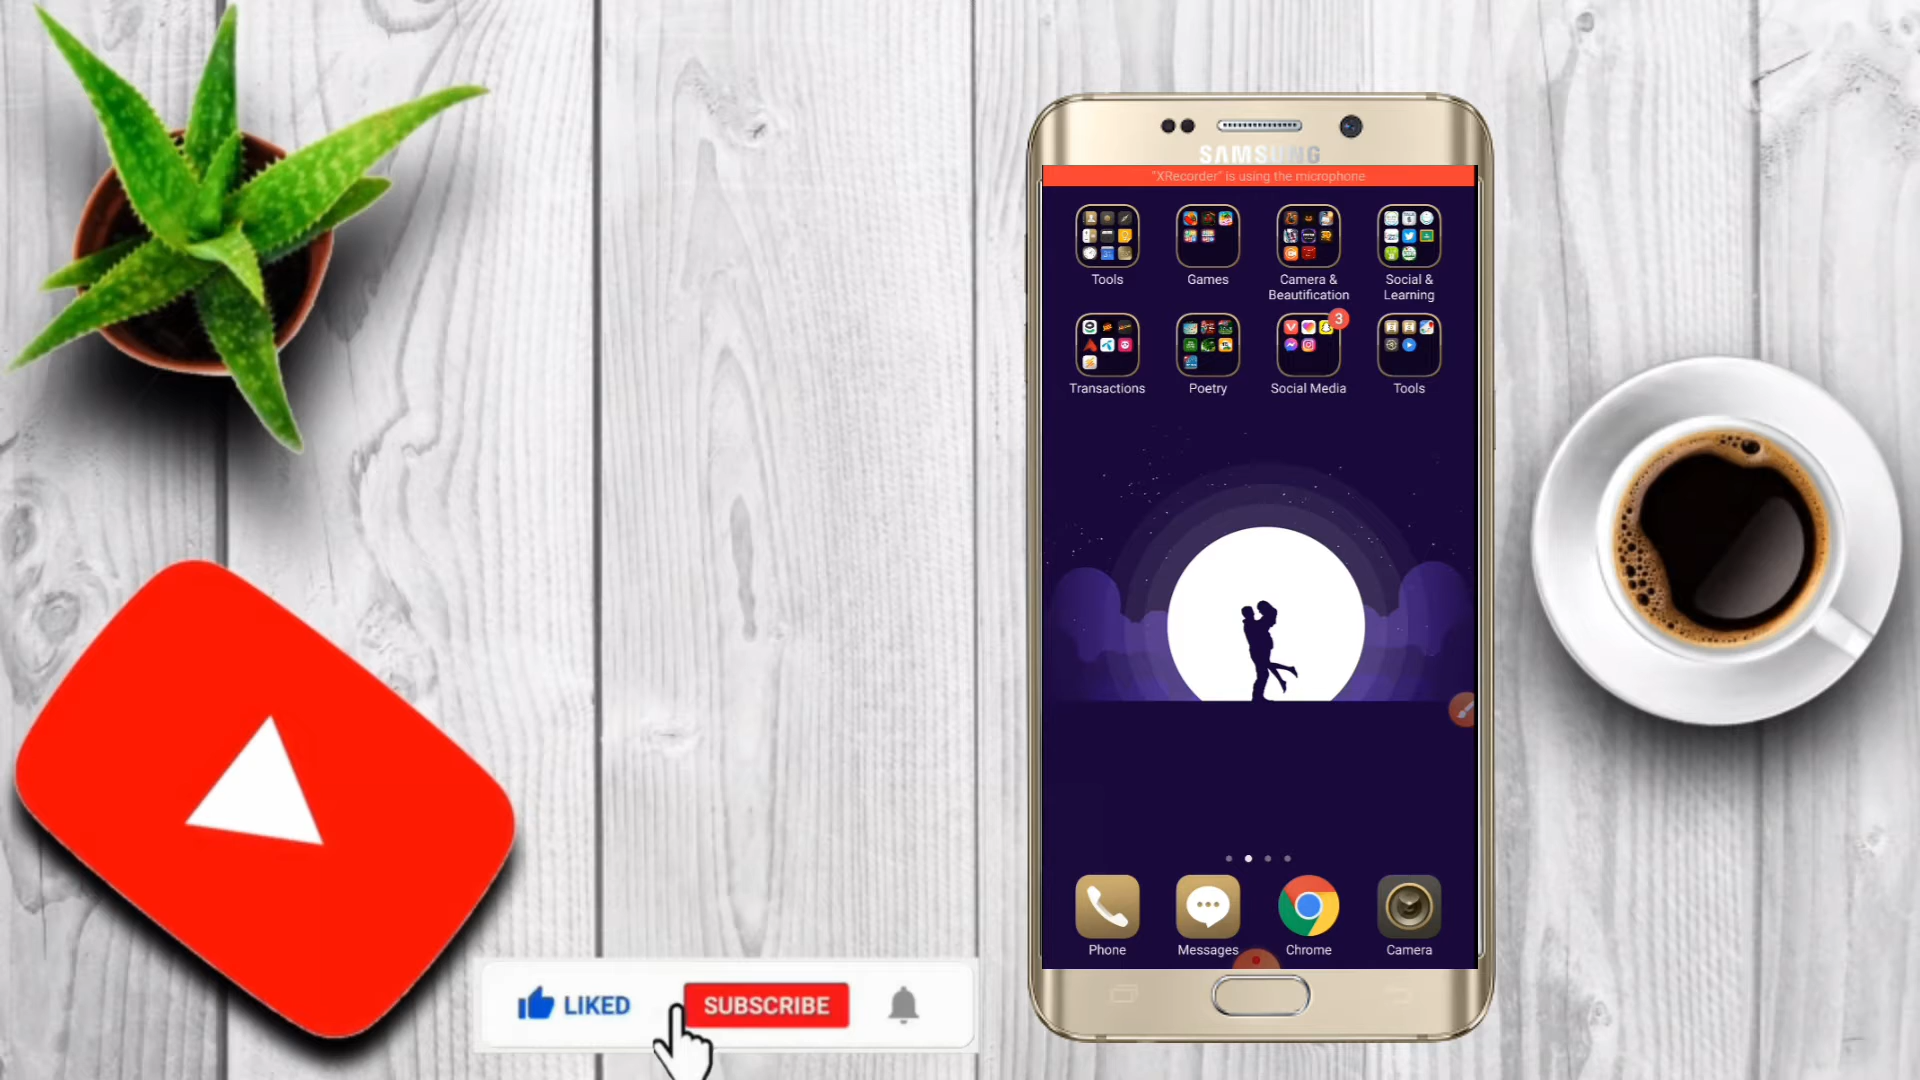 SAMSUNG
"XRecorder" is using the microphone
Tools
Games
Camera &
Beautification
Social &
Learning
3
Transactions
Poetry
Social Media
Tools
Phone
Messages
Chrome
Camera
LIKED
SUBSCRIBE